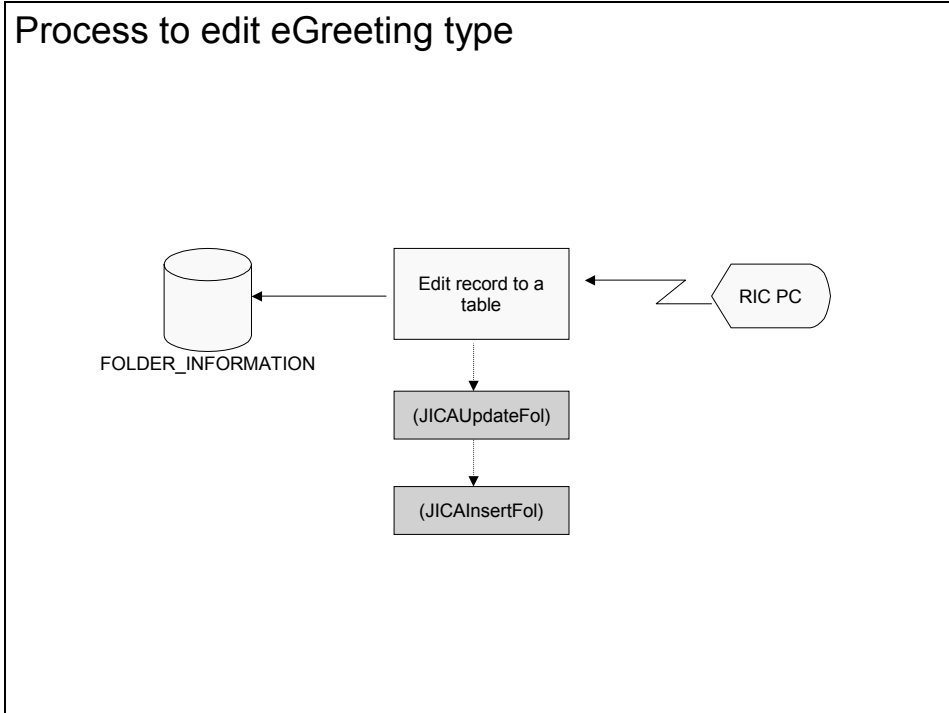 Process to edit eGreeting type
Edit record to a
table
RIC PC
FOLDER_INFORMATION
(JICAUpdateFol)
(JICAInsertFol)